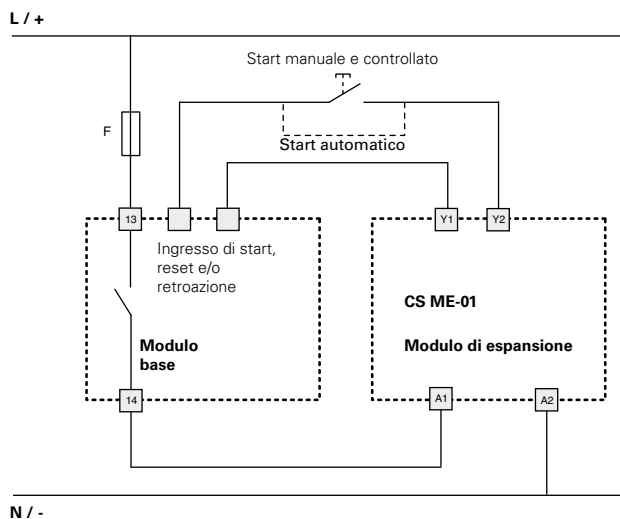 L / +
Start manuale e controllato
F
Start automatico
13
Y1
Y2
Ingresso di start,
reset e/o
retroazione
CS ME-01
Modulo
base
Modulo di espansione
14
A1
A2
N / -